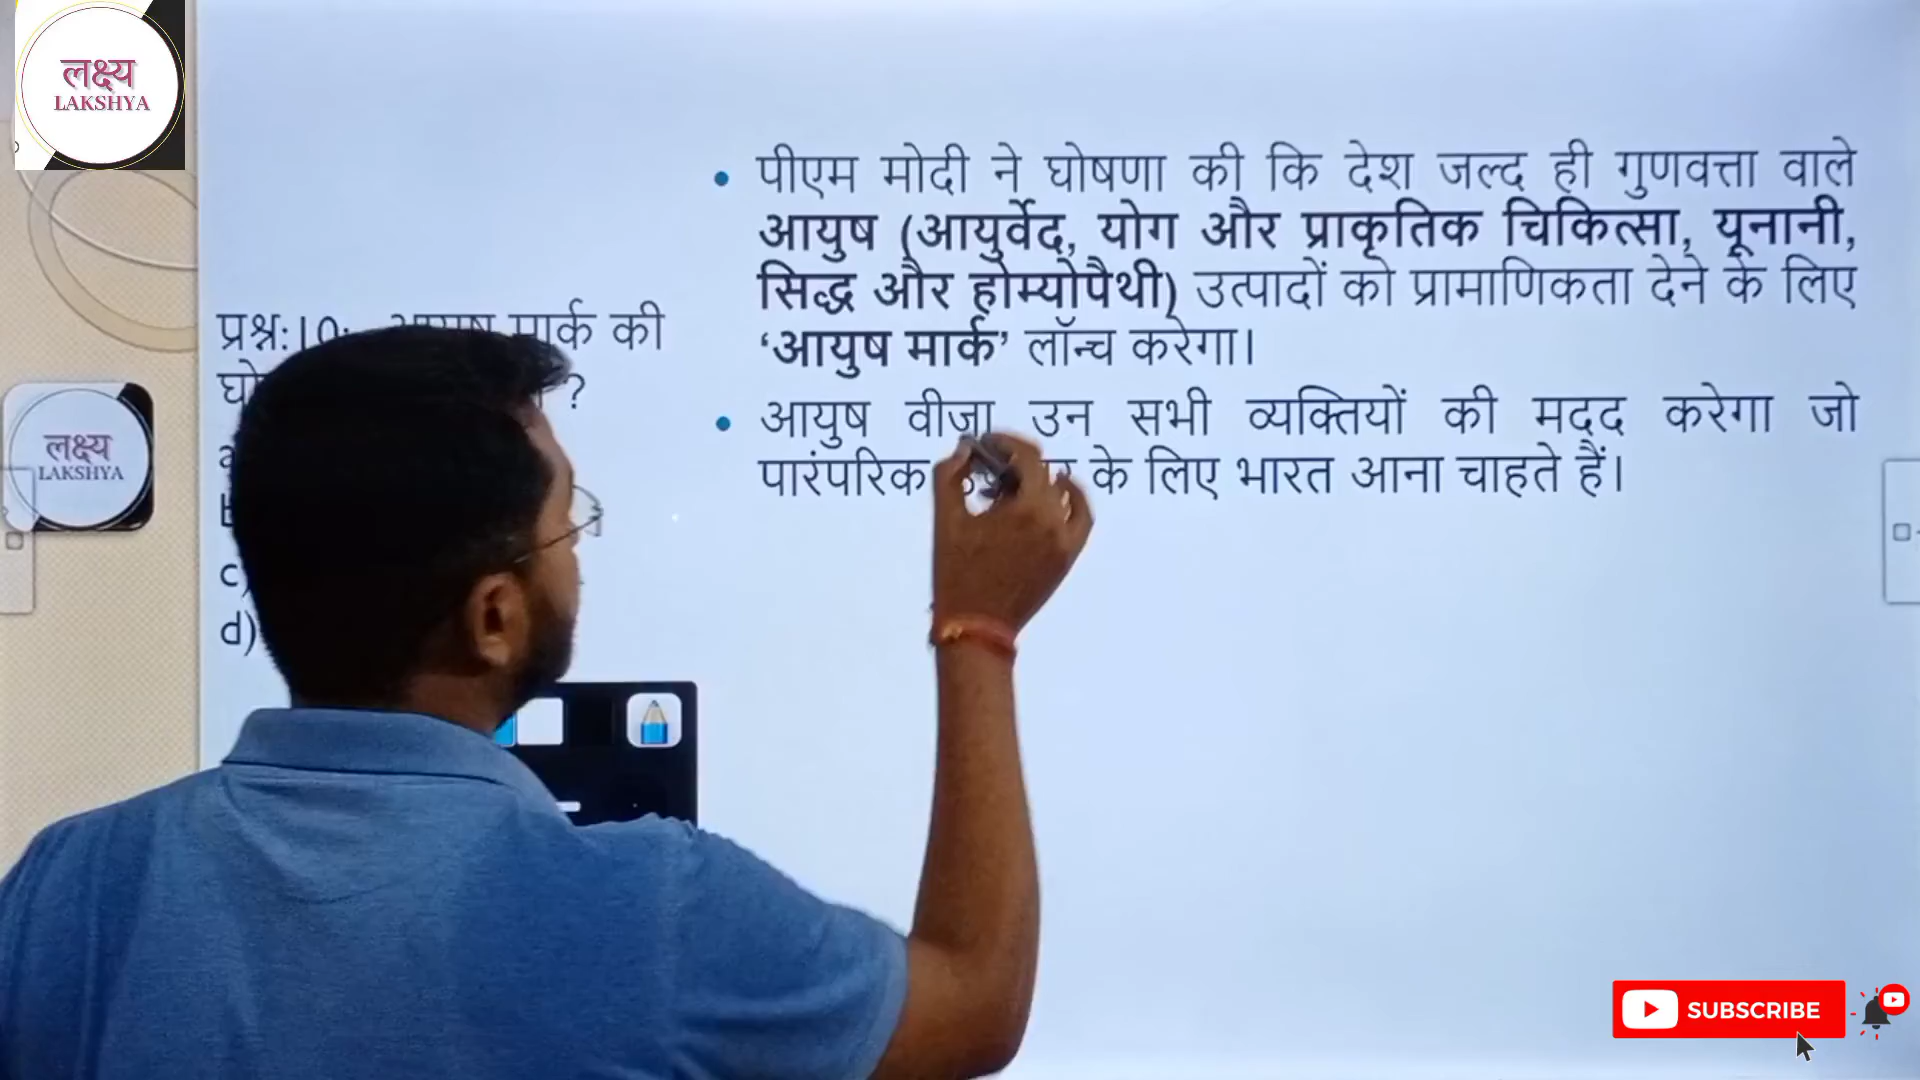 लक्ष्य
LAKSHYA
लक्ष्य
LAKSHYA
प्रश्न:10: मार्क की
?
c)
d)
• पीएम मोदी ने घोषणा की कि देश जल्द ही गुणवत्ता वाले
आयुष (आयुर्वेद, योग और प्राकृतिक चिकित्सा, यूनानी,
सिद्ध और होम्योपैथी) उत्पादों को प्रामाणिकता देने के लिए
‘आयुष मार्क’ लॉन्च करेगा।
• आयुष वीजा उन सभी व्यक्तियों की मदद करेगा जो
पारंपरिक के लिए भारत आना चाहते हैं।
SUBSCRIBE